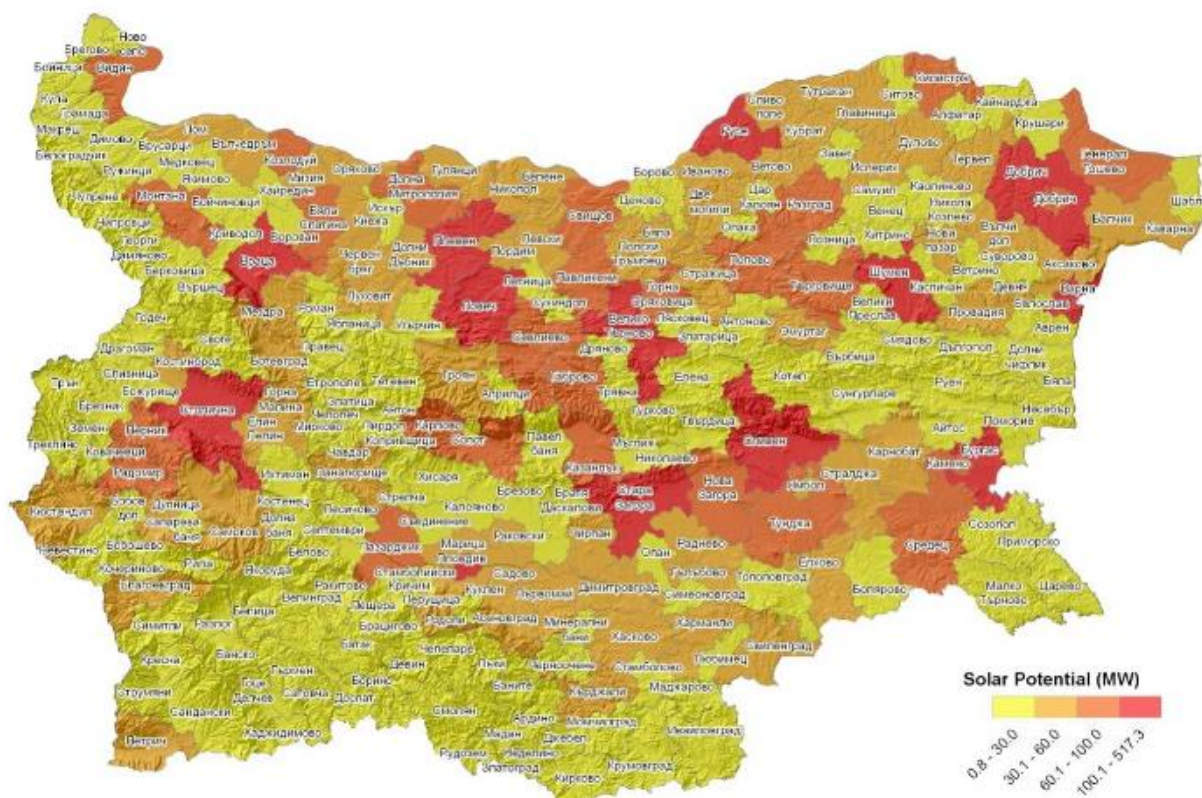 Ново
село
Брегово
Бойница
Видин
Кула
Грамада
Макреш
Димово
Белоградчик
Ружинци
Чупрене
Чипровци
Георги
Дамяново
Лом
Брусарци
Медковец
Якимово
Вълчедръм
Козлодуй
Мизия
Хайредин
Оряхово
Монтана
Бойчиновци
Криводол
Борован
Бяла
Слатина
Берковица
Вършец
Враца
Мездра
Роман
Кнежа
Искър
Долна
Митрополия
Гулянци
Никопол
Белене
Свищов
Плевен
Долни
Дъбник
Червен
бряг
Луковит
Ябланица
Угърчин
Пордим
Левски
Летница
Ловеч
Павликени
Сухиндол
Севлиево
Полски
Тръмбеш
Бяла
Ценово
Борово
Две
могили
Иваново
Русе
Сливо
поле
Тутракан
Главиница
Ситово
Силистра
Алфатар
Кайнарджа
Крушари
Кубрат
Завет
Исперих
Дулово
Тервел
Ветово
Цар
Калоян
Разград
Самуил
Каолиново
Никола
Козлево
Венец
Хитрино
Нови
пазар
Вълчи
дол
Добрич
Добрич
Генерал
Тошево
Балчик
Каварна
Шабла
Суворово
Аксаково
Варна
Девня
Белослав
Ветрино
Провадия
Аврен
Каспичан
Шумен
Велики
Преслав
Смядово
Дългопол
Долни
чифлик
Бяла
Опака
Лозница
Попово
Търговище
Стражица
Горна
Оряховица
Лясковец
Велико
Търново
Златарица
Антоново
Омуртаг
Дряново
Трявна
Елена
Габрово
Котел
Върбица
Руен
Сунгурларе
Несебър
Поморие
Айтос
Бургас
Камено
Карнобат
Годеч
Своге
Драгоман
Костинброд
Ботевград
Правец
Сливница
Божурище
Трън
Брезник
Земен
Трекляно
Ковачевци
Перник
Радомир
Столична
Горна
Малина
Елин
Пелин
Етрополе
Тетевен
Златица
Челопеч
Мирково
Чавдар
Антон
Пирдоп
Копривщица
Троян
Априлци
Карлово
Сопот
Павел
баня
Казанлък
Гурково
Твърдица
Мъглиж
Николаево
Сливен
Стара
Загора
Нова
Загора
Ямбол
Стралджа
Тунджа
Средец
Созопол
Приморско
Малко
Търново
Царево
Болярово
Елхово
Тополовград
Раднево
Опан
Гълъбово
Симеоновград
Чирпан
Братя
Даскалови
Брезово
Раковски
Калояново
Хисаря
Съединение
Марица
Пловдив
Стрелча
Панагюрище
Лесичово
Пазарджик
Септември
Ихтиман
Костенец
Долна
баня
Самоков
Белово
Якоруда
Кюстендил
Невестино
Бобов
дол
Дупница
Сапарева
баня
Бобошево
Кочериново
Рила
Благоевград
Симитли
Разлог
Белица
Банско
Кресна
Струмяни
Сандански
Петрич
Гоце
Делчев
Гърмен
Хаджидимово
Сатовча
Доспат
Борино
Девин
Батак
Велинград
Ракитово
Пещера
Брацигово
Стамболийски
Кричим
Перущица
Родопи
Куклен
Садово
Асеновград
Първомай
Димитровград
Минерални
бани
Хасково
Харманли
Свиленград
Любимец
Стамболово
Маджарово
Ивайловград
Чепеларе
Лъки
Баните
Черноочене
Кърджали
Момчилград
Смолян
Ардино
Мадан
Джебел
Неделино
Рудозем
Златоград
Кирково
Крумовград
Solar Potential (MW)
0.8 - 30.0
30.1 - 60.0
60.1 - 100.0
100.1 - 517.3